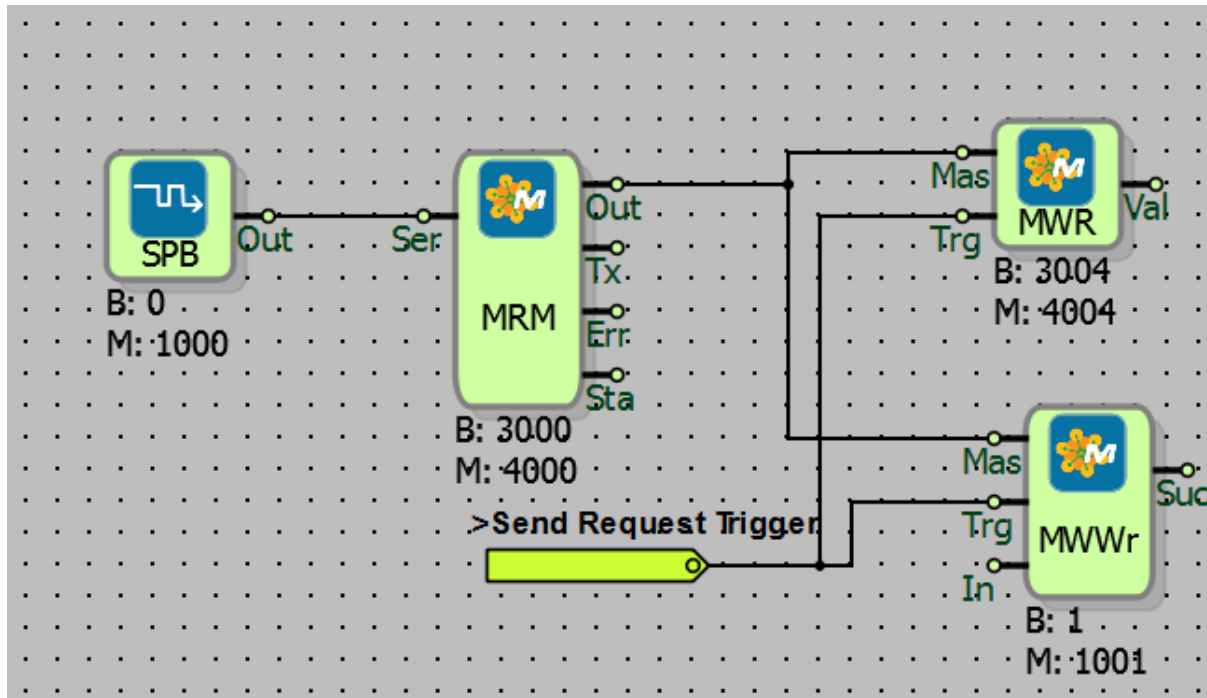 SPB
Out
B: 0
M: 1000
M
Ser
MRM
Out
Tx
Err
Sta
B: 3000
M: 4000
M
Mas
Trg
MWR
Val
B: 3004
M: 4004
M
Mas
Trg
In
MWWr
Suc
B: 1
M: 1001
>Send Request Trigger